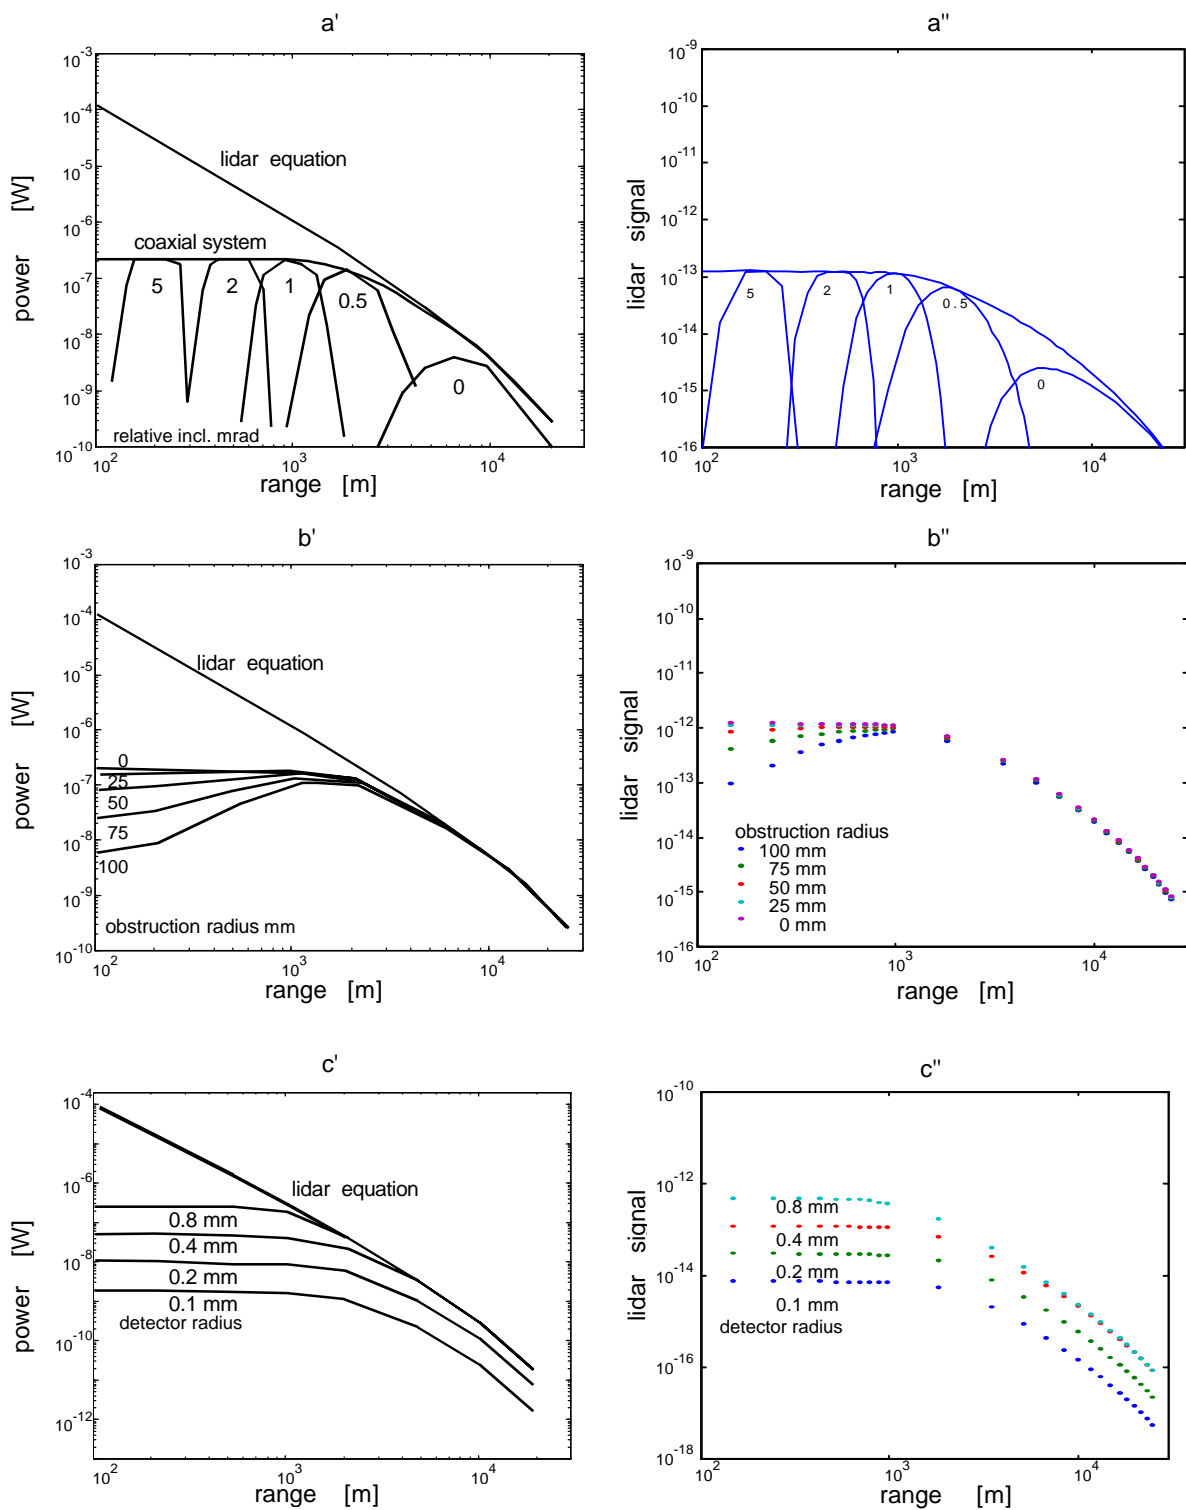 a'
power [W]
10-3
10-4
10-5
10-6
10-7
10-8
10-9
10-10
lidar equation
coaxial system
5 2 1 0.5
0
relative incl. mrad
102 103 104
range [m]
a"
lidar signal
10-9
10-10
10-11
10-12
10-13
10-14
10-15
10-16
5 2 1 0.5
0
102 103 104
range [m]
b'
power [W]
10-3
10-4
10-5
10-6
10-7
10-8
10-9
10-10
lidar equation
0
25
50
75
100
obstruction radius mm
102 103 104
range [m]
b"
lidar signal
10-9
10-10
10-11
10-12
10-13
10-14
10-15
10-16
obstruction radius
100 mm
75 mm
50 mm
25 mm
0 mm
102 103 104
range [m]
c'
power [W]
10-4
10-6
10-8
10-10
10-12
lidar equation
0.8 mm
0.4 mm
0.2 mm
0.1 mm
detector radius
102 103 104
range [m]
c"
lidar signal
10-10
10-12
10-14
10-16
10-18
0.8 mm
0.4 mm
0.2 mm
0.1 mm
detector radius
102 103 104
range [m]